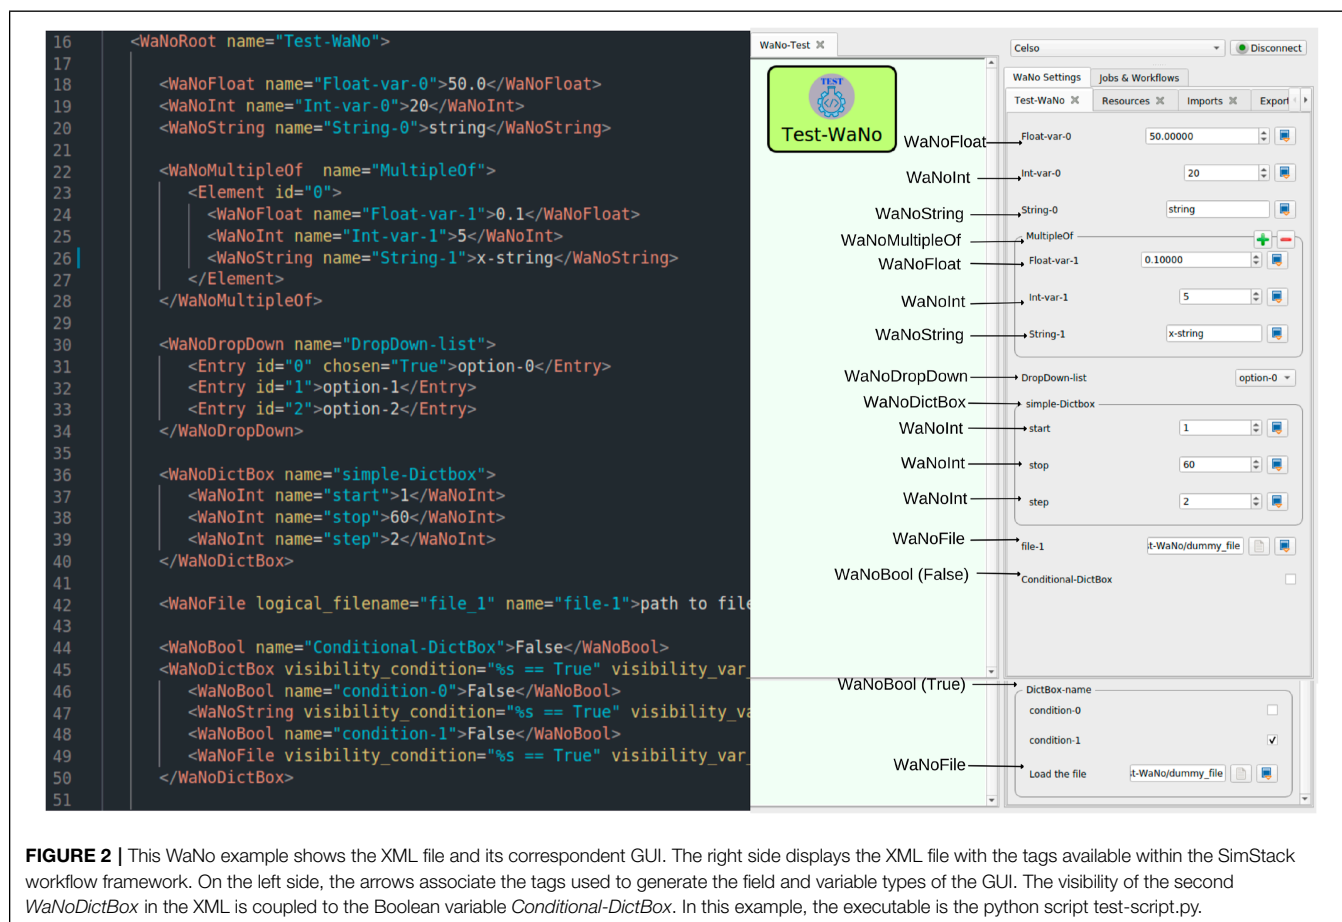 16 <WaNoRoot name="Test-WaNo">
17
18 <WaNoFloat name="Float-var-0">50.0</WaNoFloat>
19 <WaNoInt name="Int-var-0">20</WaNoInt>
20 <WaNoString name="String-0">string</WaNoString>
21
22 <WaNoMultipleOf  name="MultipleOf">
23 <Element id="0">
24 <WaNoFloat name="Float-var-1">0.1</WaNoFloat>
25 <WaNoInt name="Int-var-1">5</WaNoInt>
26 <WaNoString name="String-1">x-string</WaNoString>
27 </Element>
28 </WaNoMultipleOf>
29
30 <WaNoDropDown name="DropDown-list">
31 <Entry id="0" chosen="True">option-0</Entry>
32 <Entry id="1">option-1</Entry>
33 <Entry id="2">option-2</Entry>
34 </WaNoDropDown>
35
36 <WaNoDictBox name="simple-Dictbox">
37 <WaNoInt name="start">1</WaNoInt>
38 <WaNoInt name="stop">60</WaNoInt>
39 <WaNoInt name="step">2</WaNoInt>
40 </WaNoDictBox>
41
42 <WaNoFile logical_filename="file_1" name="file-1">path to file
43
44 <WaNoBool name="Conditional-DictBox">False</WaNoBool>
45 <WaNoDictBox visibility_condition="%s == True" visibility_var_
46 <WaNoBool name="condition-0">False</WaNoBool>
47 <WaNoString visibility_condition="%s == True" visibility_va
48 <WaNoBool name="condition-1">False</WaNoBool>
49 <WaNoFile visibility_condition="%s == True" visibility_var_
50 </WaNoDictBox>
51
WaNo-Test
TEST
</>
Test-WaNo
Celso
Disconnect
WaNo Settings
Jobs & Workflows
Test-WaNo
Resources
Imports
Export
WaNoFloat
Float-var-0
50.00000
WaNoInt
Int-var-0
20
WaNoString
String-0
string
WaNoMultipleOf
MultipleOf
WaNoFloat
Float-var-1
0.10000
WaNoInt
Int-var-1
5
WaNoString
String-1
x-string
WaNoDropDown
DropDown-list
option-0
WaNoDictBox
simple-Dictbox
WaNoInt
start
1
WaNoInt
stop
60
WaNoInt
step
2
WaNoFile
file-1
:t-WaNo/dummy_file
WaNoBool (False)
Conditional-DictBox
WaNoBool (True)
DictBox-name
condition-0
condition-1
WaNoFile
Load the file
:t-WaNo/dummy_file
FIGURE 2 | This WaNo example shows the XML file and its correspondent GUI. The right side displays the XML file with the tags available within the SimStack
workflow framework. On the left side, the arrows associate the tags used to generate the field and variable types of the GUI. The visibility of the second
WaNoDictBox in the XML is coupled to the Boolean variable Conditional-DictBox. In this example, the executable is the python script test-script.py.